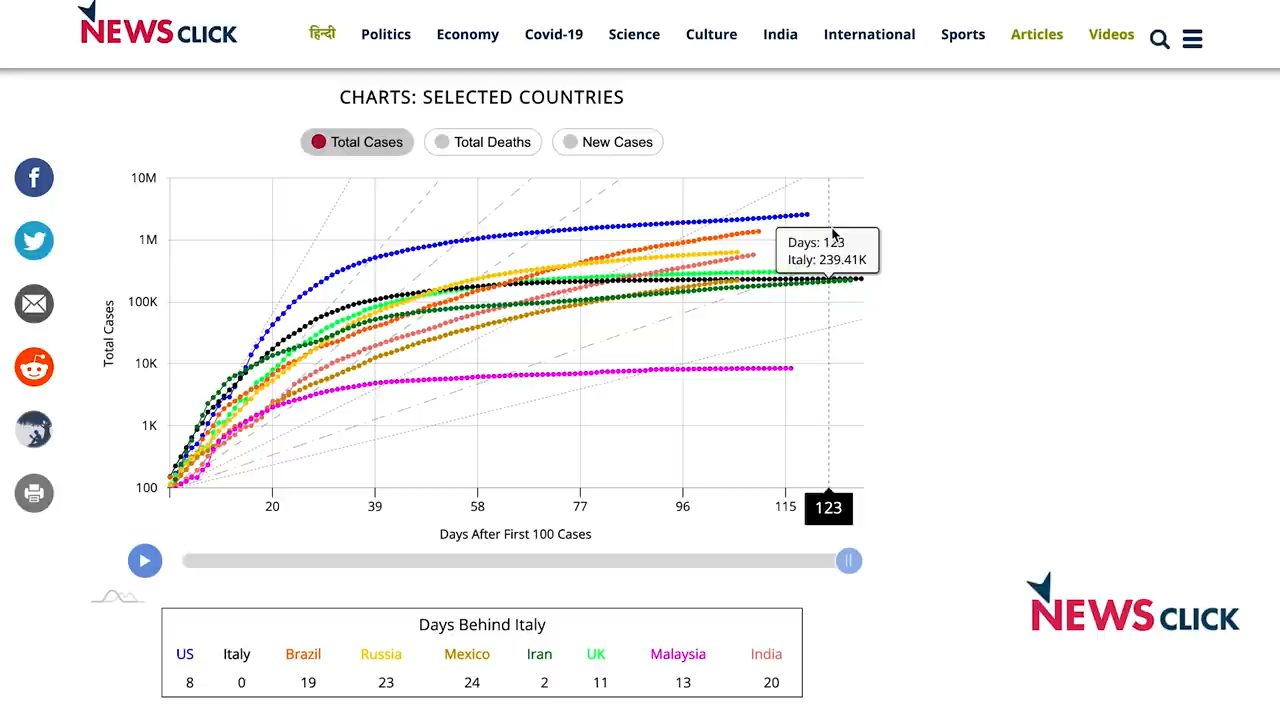 NEWS CLICK
हिन्दी Politics Economy Covid-19 Science Culture India International Sports Articles Videos
CHARTS: SELECTED COUNTRIES
Total Cases Total Deaths New Cases
10M
1M
100K
10K
1K
100
Total Cases
Days: 123
Italy: 239.41K
20 39 58 77 96 115 123
Days After First 100 Cases
Days Behind Italy
US Italy Brazil Russia Mexico Iran UK Malaysia India
8 0 19 23 24 2 11 13 20
NEWS CLICK